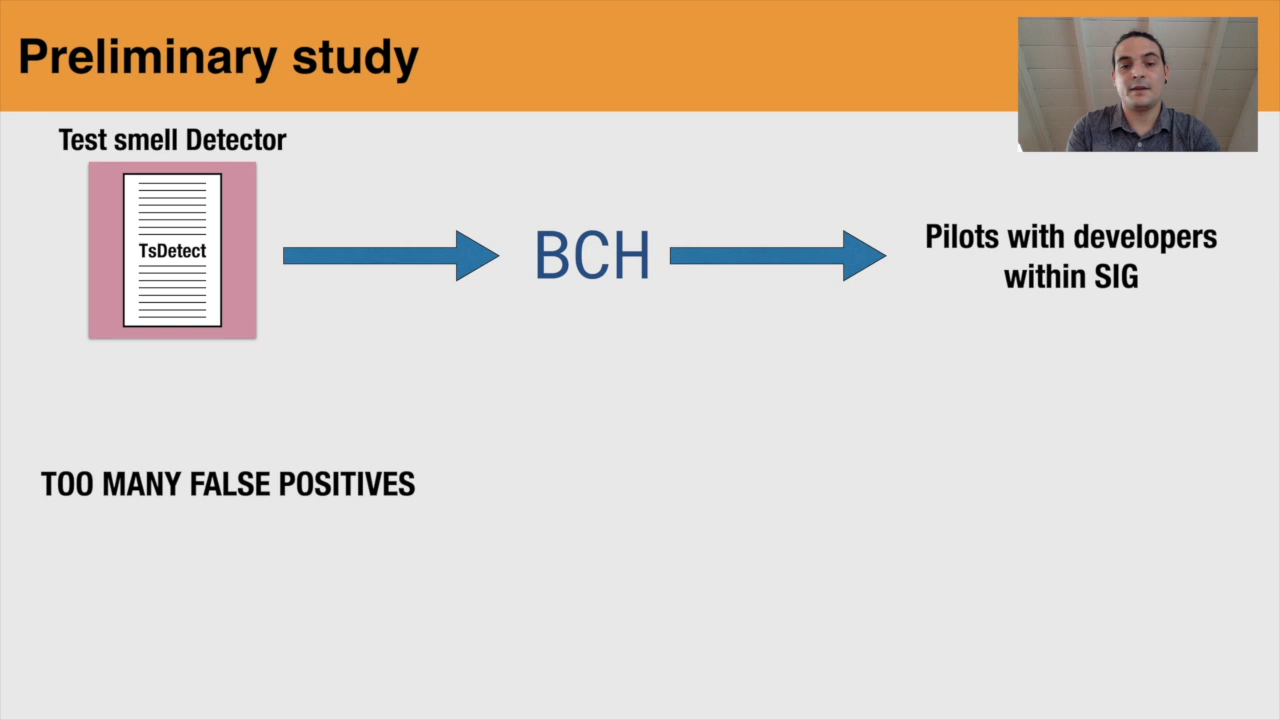 Preliminary study
Test smell Detector
TsDetect
BCH
Pilots with developers
within SIG
TOO MANY FALSE POSITIVES